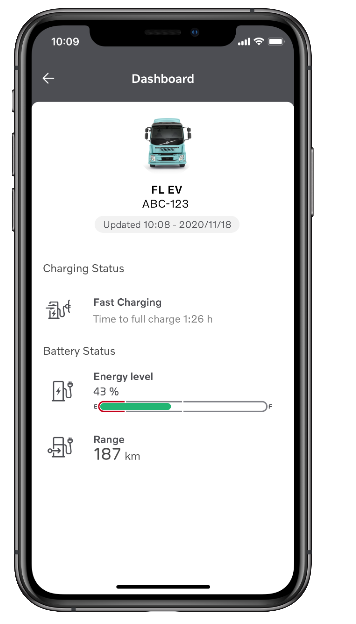 10:09
Dashboard
FL EV
ABC-123
Updated 10:08 - 2020/11/18
Charging Status
Fast Charging
Time to full charge 1:26 h
Battery Status
Energy level
43 %
E F
Range
187 km